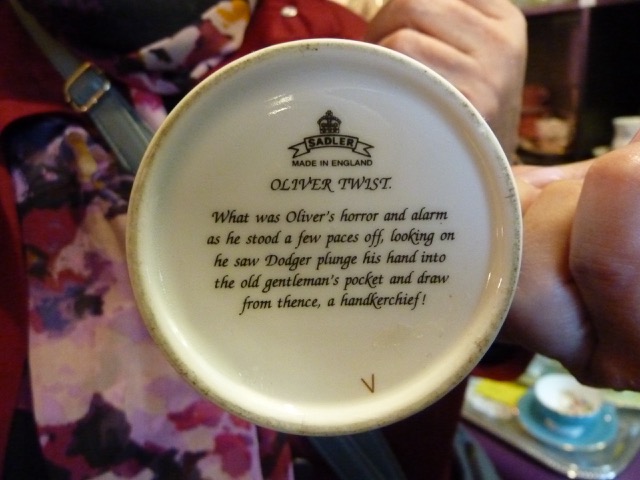 SADLER
MADE IN ENGLAND
OLIVER TWIST.
What was Oliver's horror and alarm
as he stood a few paces off, looking on
he saw Dodger plunge his hand into
the old gentleman's pocket and draw
from thence, a handkerchief!
V